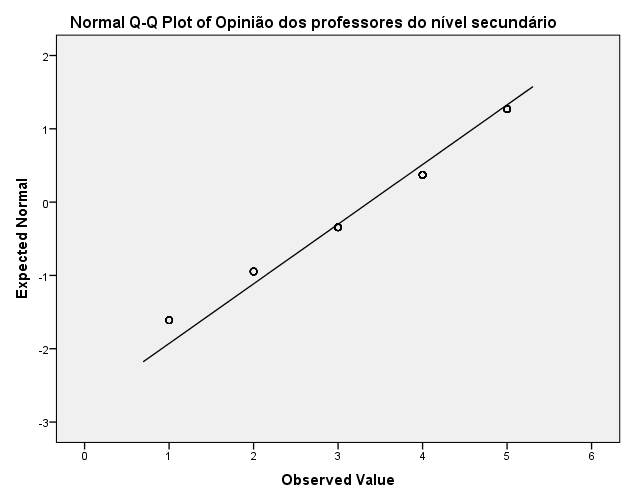 Normal Q-Q Plot of Opinião dos professores do nível secundário
2
1
0
-1
-2
-3
Expected Normal
0 1 2 3 4 5 6
Observed Value